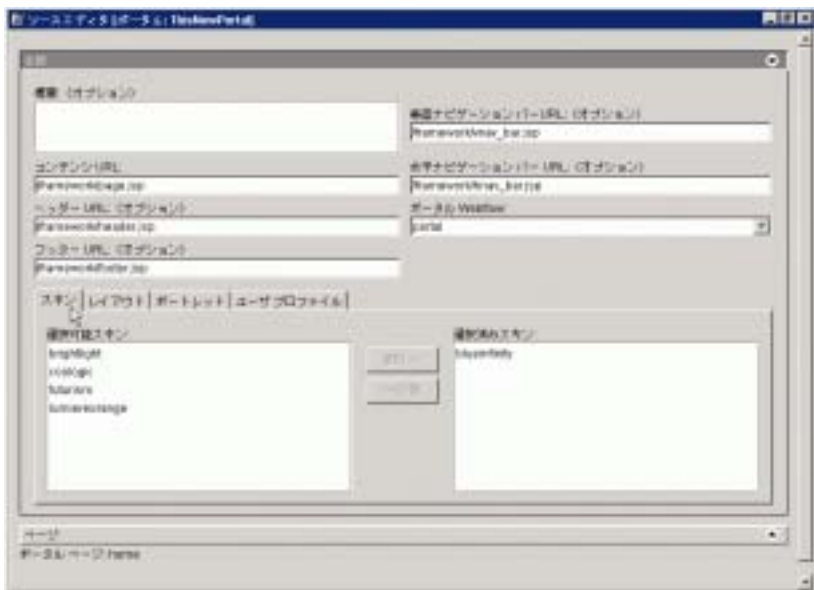 ソースエディタ [ポータル: ThisNewPortal]
全般
概要 (オプション)
垂直ナビゲーション バー URL: (オプション)
/framework/vnav_bar.jsp
コンテンツ URL
水平ナビゲーション バー URL: (オプション)
/framework/page.jsp
/framework/hnav_bar.jsp
ヘッダー URL: (オプション)
ポータル Webflow
/framework/header.jsp
portal
フッター URL: (オプション)
/framework/footer.jsp
スキン レイアウト ポートレット ユーザ プロファイル
選択可能スキン
選択済みスキン
brightlight
coologic
futurism
ページ
ポータル ページ: home